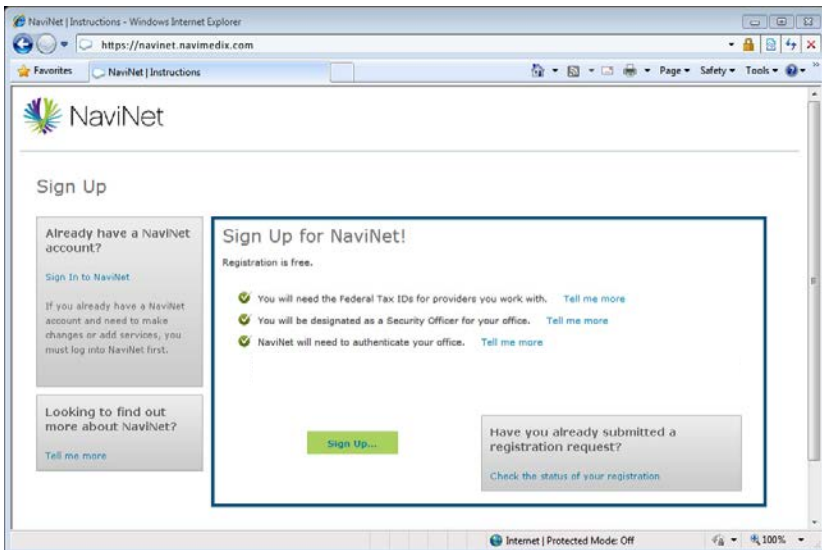 NaviNet | Instructions - Windows Internet Explorer
https://navinet.navimedix.com
Favorites
NaviNet | Instructions
Page
Safety
Tools
NaviNet
Sign Up
Already have a NaviNet
account?
Sign In to NaviNet
If you already have a NaviNet
account and need to make
changes or add services, you
must log into NaviNet first.
Looking to find out
more about NaviNet?
Tell me more
Sign Up for NaviNet!
Registration is free.
You will need the Federal Tax IDs for providers you work with. Tell me more
You will be designated as a Security Officer for your office. Tell me more
NaviNet will need to authenticate your office. Tell me more
Sign Up...
Have you already submitted a
registration request?
Check the status of your registration
Internet | Protected Mode: Off
100%